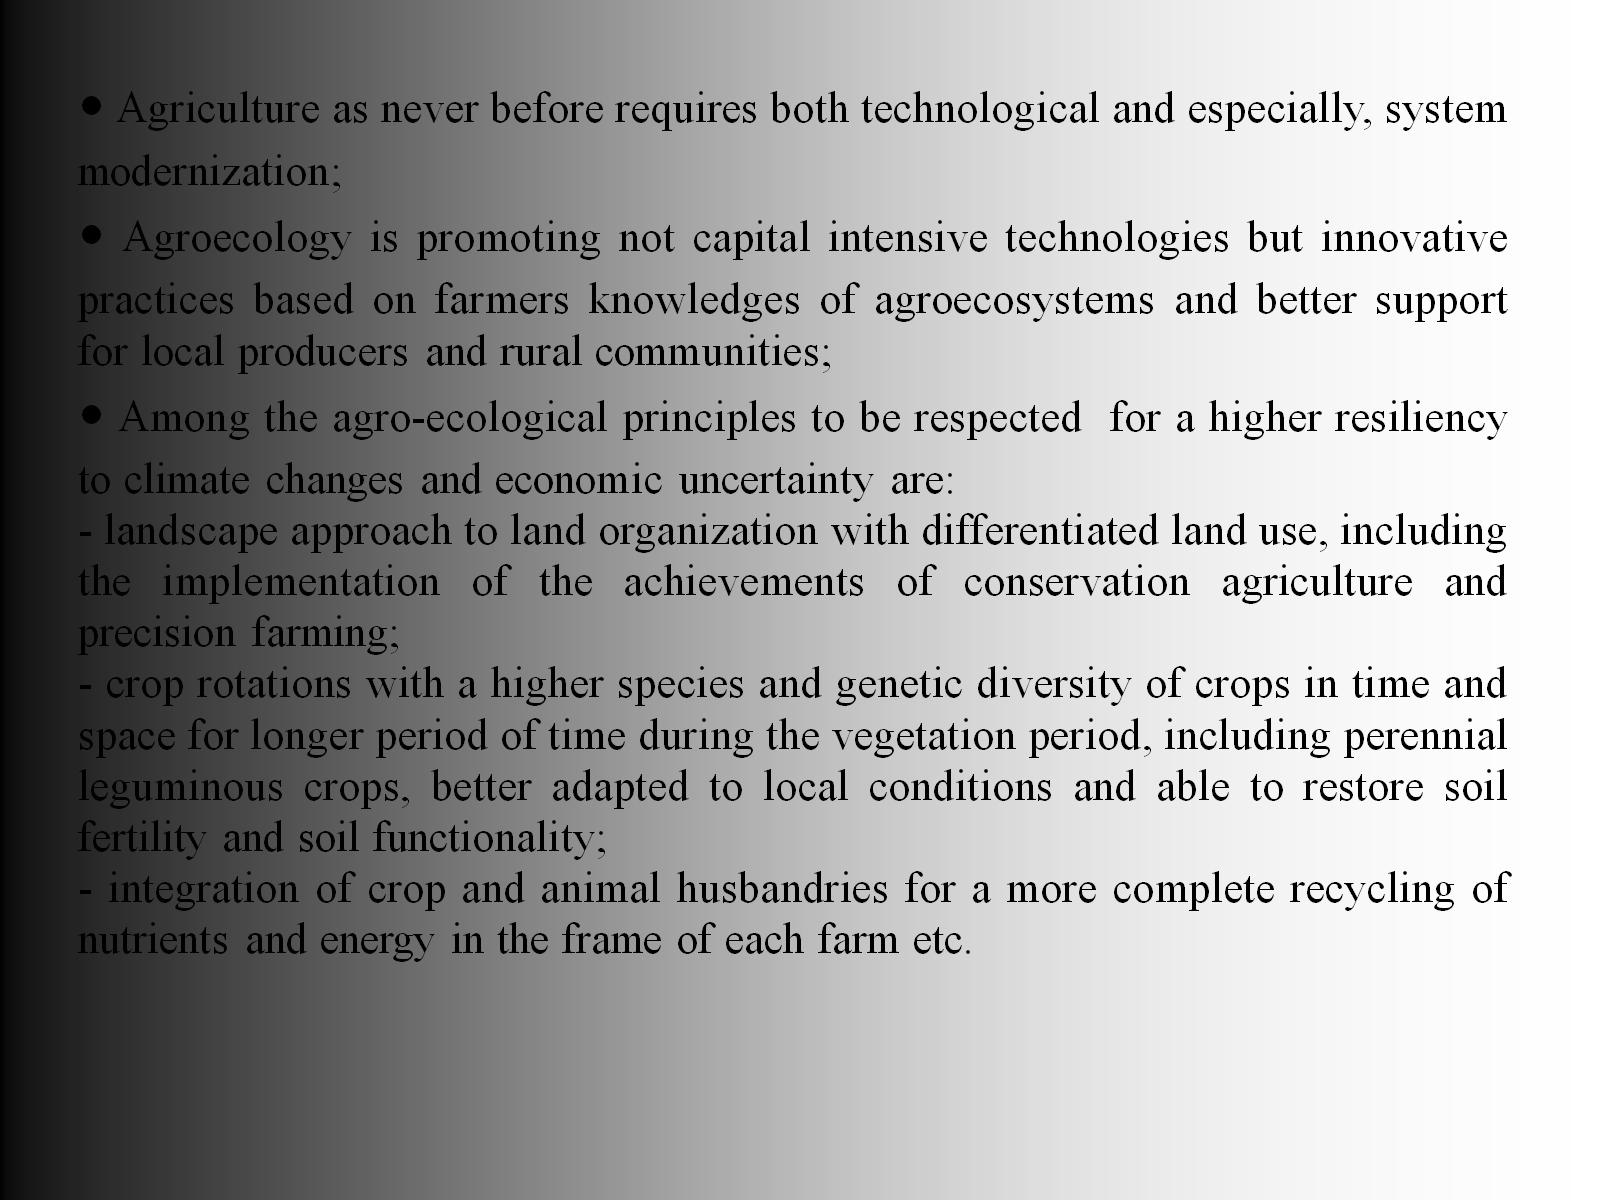 ● Agriculture as never before requires both technological and especially, system
modernization;
● Agroecology is promoting not capital intensive technologies but innovative
practices based on farmers knowledges of agroecosystems and better support
for local producers and rural communities;
● Among the agro-ecological principles to be respected  for a higher resiliency
to climate changes and economic uncertainty are:
- landscape approach to land organization with differentiated land use, including
the implementation of the achievements of conservation agriculture and
precision farming;
- crop rotations with a higher species and genetic diversity of crops in time and
space for longer period of time during the vegetation period, including perennial
leguminous crops, better adapted to local conditions and able to restore soil
fertility and soil functionality;
- integration of crop and animal husbandries for a more complete recycling of
nutrients and energy in the frame of each farm etc.